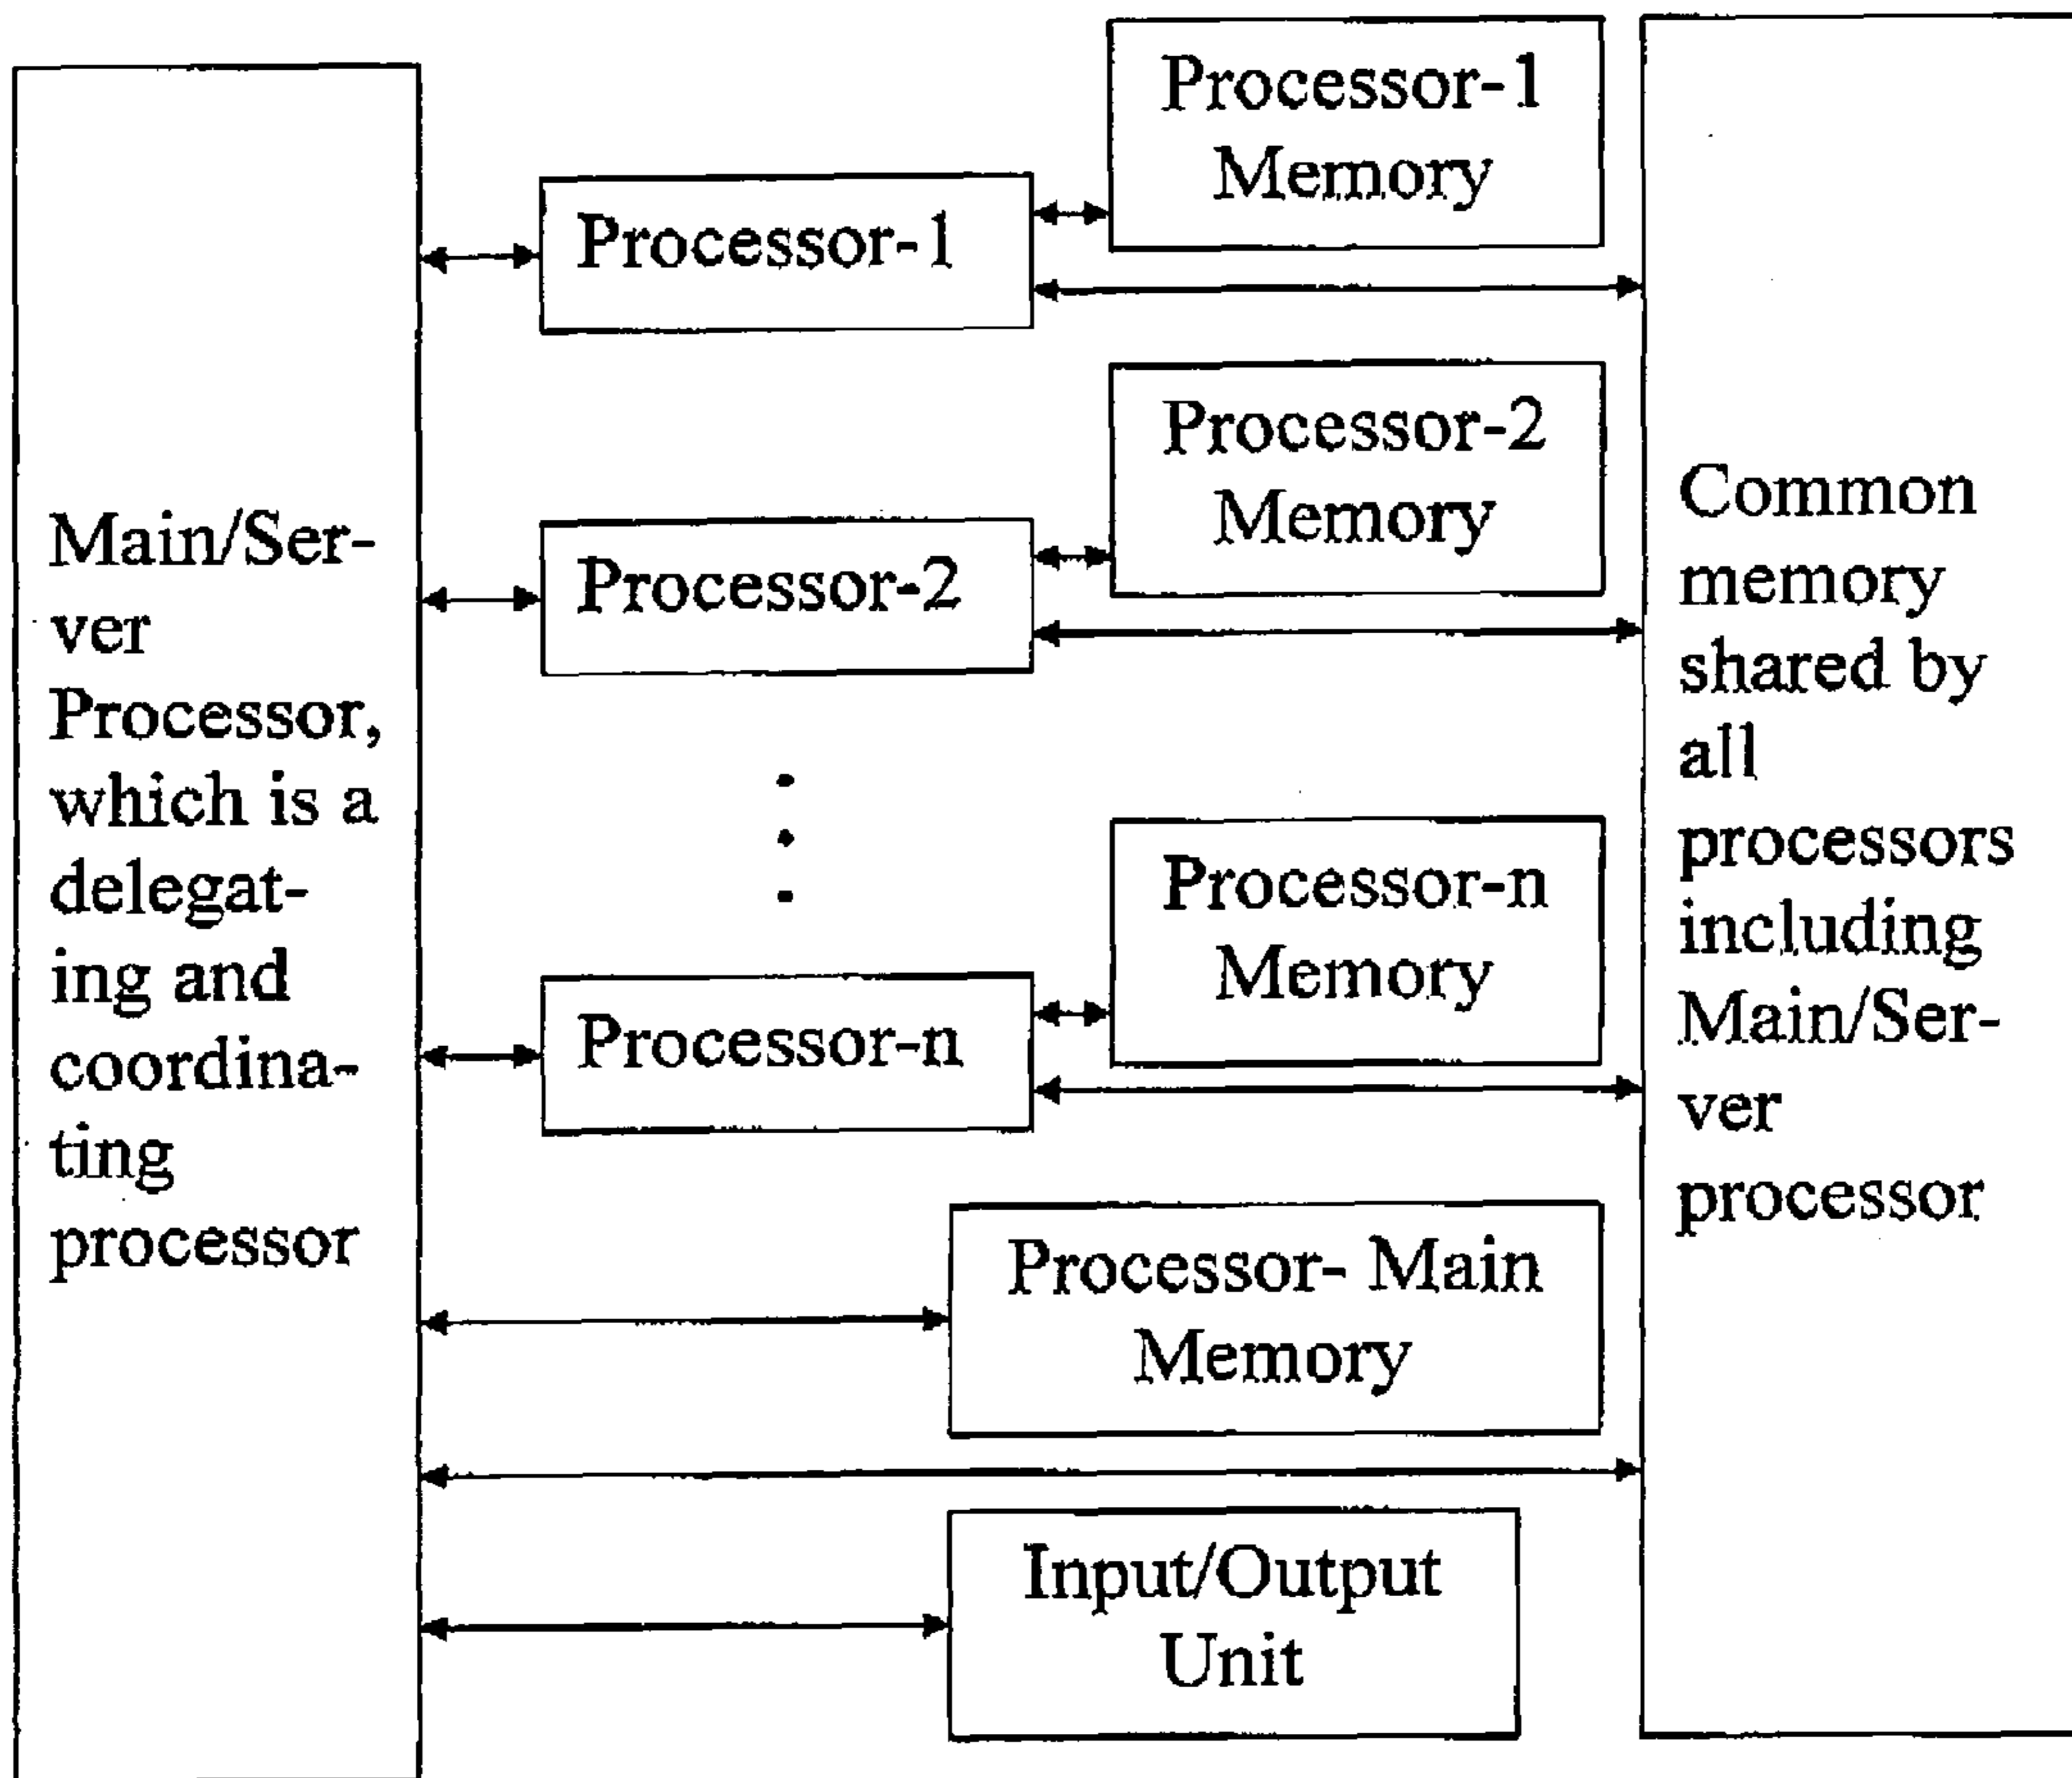 Main/Ser-
ver
Processor,
which is a
delegat-
ing and
coordina-
ting
processor
Processor-1
Processor-1
Memory
Processor-2
Processor-2
Memory
Processor-n
Processor-n
Memory
Processor- Main
Memory
Input/Output
Unit
Common
memory
shared by
all
processors
including
Main/Ser-
ver
processor